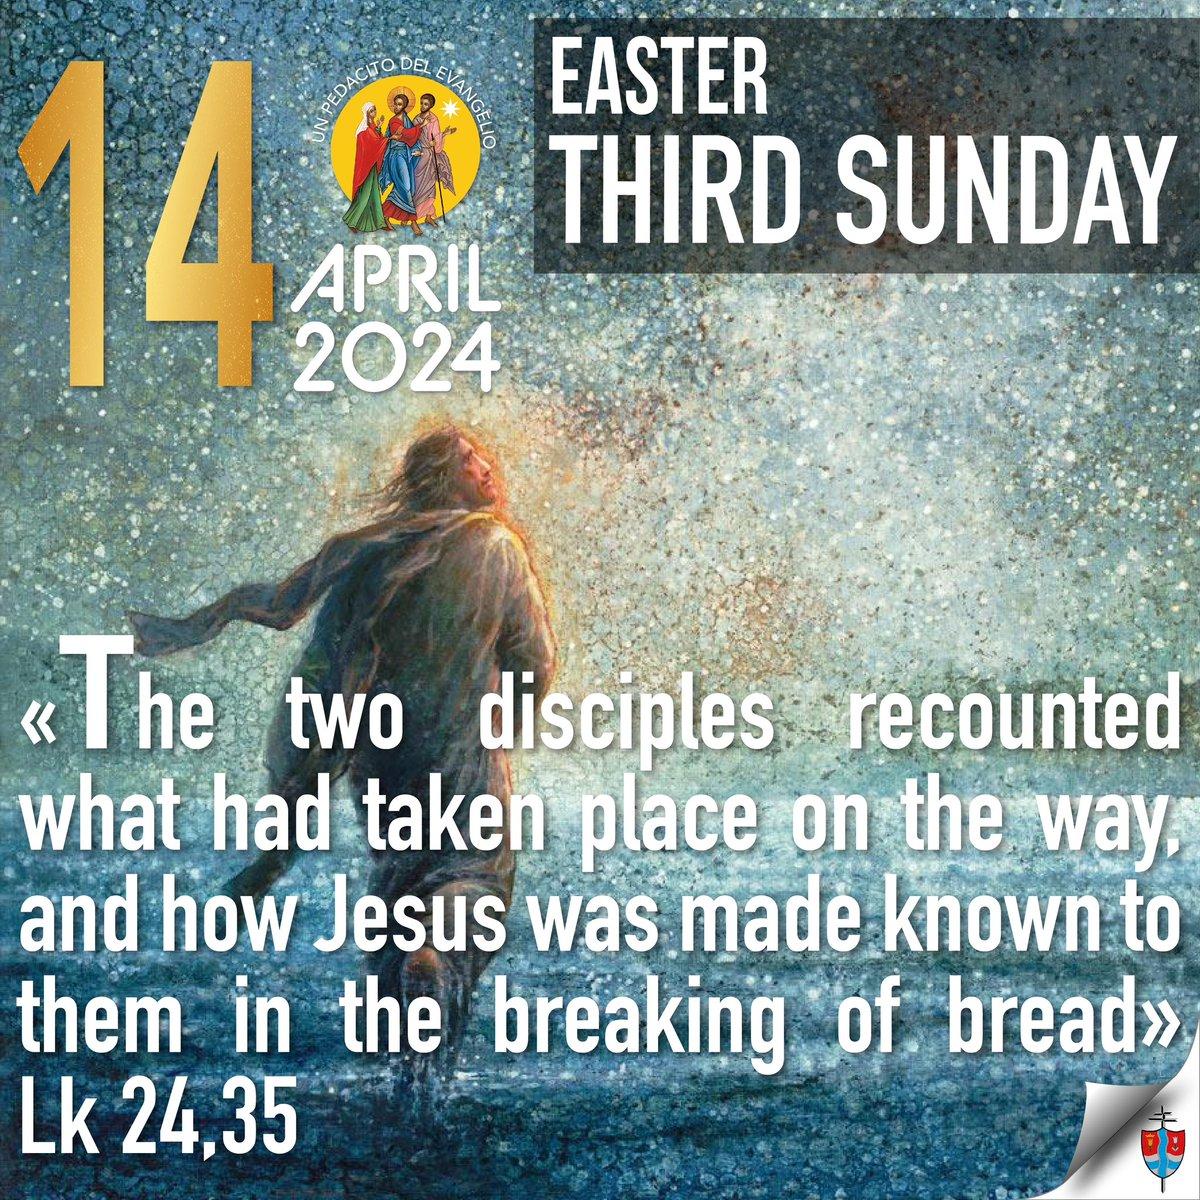 14
UN PEDACITO DEL EVANGELIO
APRIL
2024
EASTER
THIRD SUNDAY
«The two disciples recounted
what had taken place on the way,
and how Jesus was made known to
them in the breaking of bread»
Lk 24,35